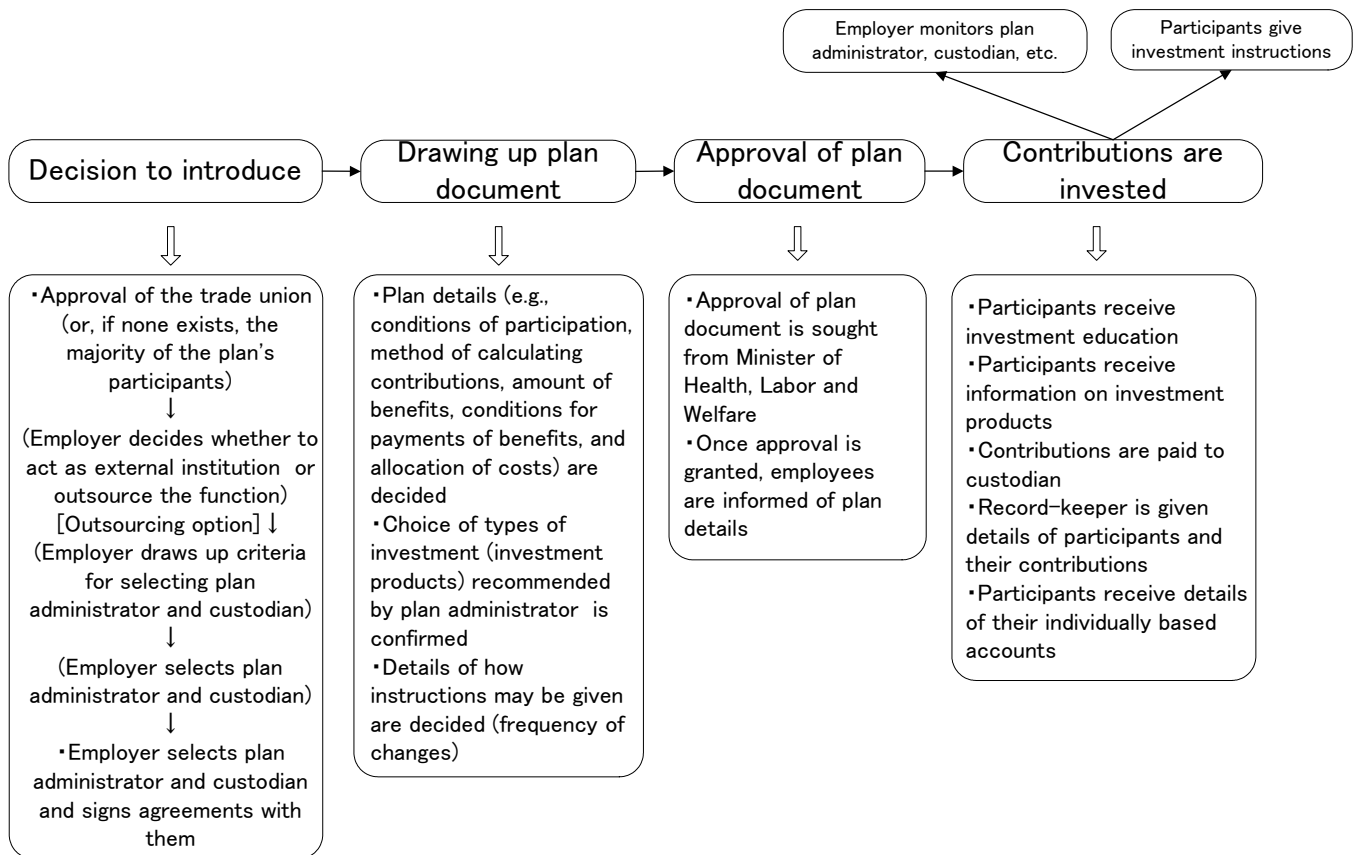 Employer monitors plan
administrator, custodian, etc.
Participants give
investment instructions
Decision to introduce
Drawing up plan
document
Approval of plan
document
Contributions are
invested
・Approval of the trade union
(or, if none exists, the
majority of the plan's
participants)
↓
(Employer decides whether to
act as external institution or
outsource the function)
[Outsourcing option] ↓
(Employer draws up criteria
for selecting plan
administrator and custodian)
↓
(Employer selects plan
administrator and custodian)
↓
・Employer selects plan
administrator and custodian
and signs agreements with
them
・Plan details (e.g.,
conditions of participation,
method of calculating
contributions, amount of
benefits, conditions for
payments of benefits, and
allocation of costs) are
decided
・Choice of types of
investment (investment
products) recommended
by plan administrator is
confirmed
・Details of how
instructions may be given
are decided (frequency of
changes)
・Approval of plan
document is sought
from Minister of
Health, Labor and
Welfare
・Once approval is
granted, employees
are informed of plan
details
・Participants receive
investment education
・Participants receive
information on investment
products
・Contributions are paid to
custodian
・Record-keeper is given
details of participants and
their contributions
・Participants receive details
of their individually based
accounts